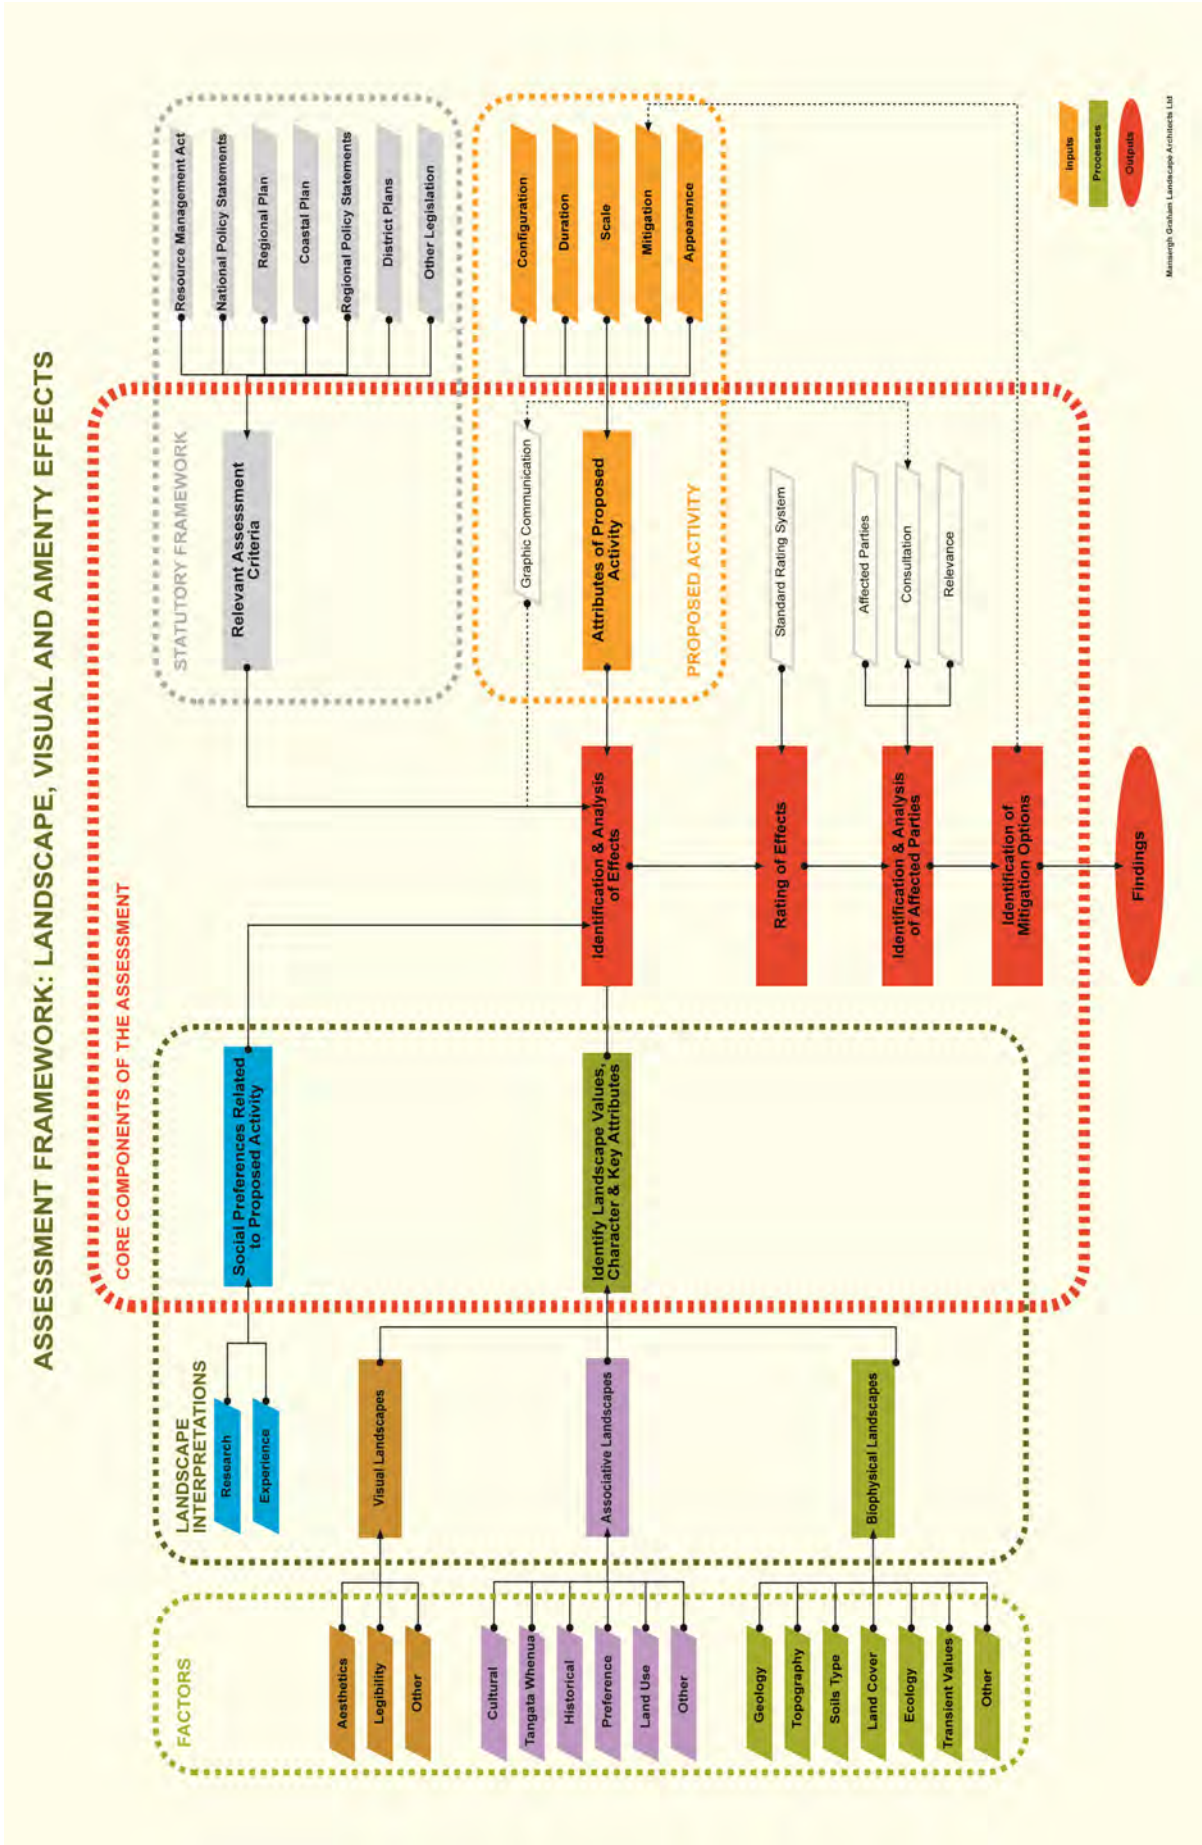 ASSESSMENT FRAMEWORK: LANDSCAPE, VISUAL AND AMENTY EFFECTS
FACTORS
Aesthetics
Legibility
Other
Cultural
Tangata Whenua
Historical
Preference
Land Use
Other
Geology
Topography
Soils Type
Land Cover
Ecology
Transient Values
Other
LANDSCAPE
INTERPRETATIONS
Research
Experience
Visual Landscapes
Associative Landscapes
Biophysical Landscapes
CORE COMPONENTS OF THE ASSESSMENT
Social Preferences Related
to Proposed Activity
Identify Landscape Values,
Character & Key Attributes
Identification & Analysis
of Effects
Rating of Effects
Identification & Analysis
of Affected Parties
Identification of
Mitigation Options
Findings
STATUTORY FRAMEWORK
Relevant Assessment
Criteria
Resource Management Act
National Policy Statements
Regional Plan
Coastal Plan
Regional Policy Statements
District Plans
Other Legislation
Graphic Communication
Attributes of Proposed
Activity
PROPOSED ACTIVITY
Configuration
Duration
Scale
Mitigation
Appearance
Standard Rating System
Affected Parties
Consultation
Relevance
Inputs
Processes
Outputs
Mansergh Graham Landscape Architects Ltd